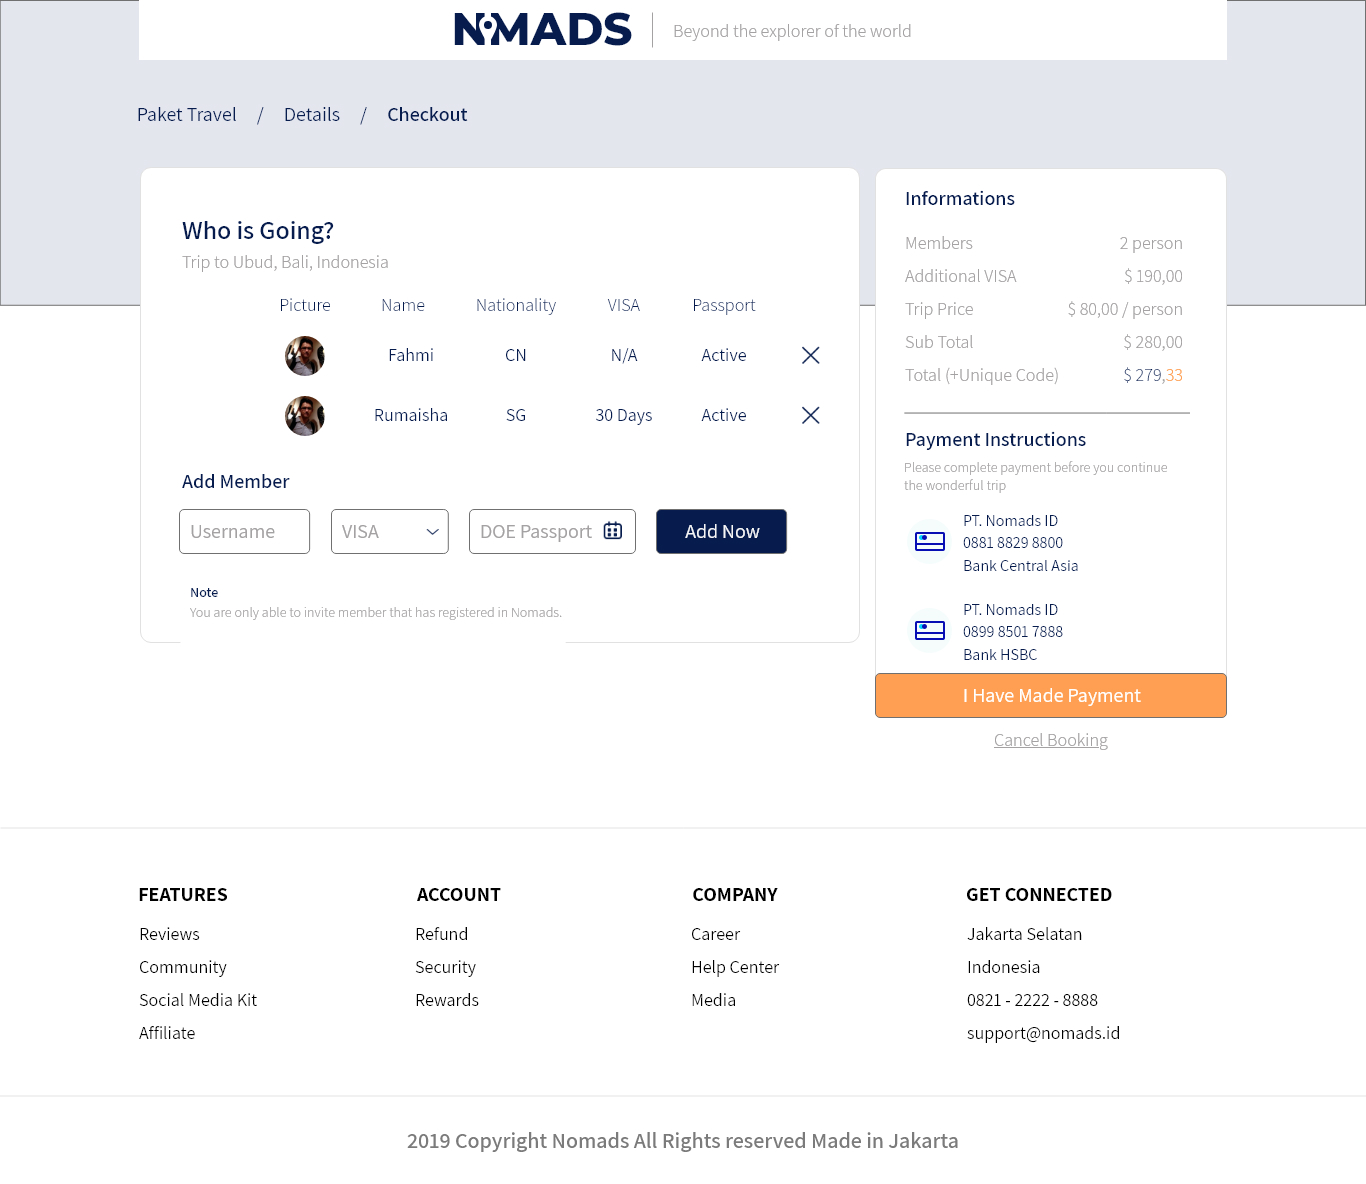 NOMADS
Beyond the explorer of the world
Paket Travel / Details / Checkout
Who is Going?
Trip to Ubud, Bali, Indonesia
Picture Name Nationality VISA Passport
Fahmi CN N/A Active
Rumaisha SG 30 Days Active
Add Member
Username VISA DOE Passport Add Now
Note
You are only able to invite member that has registered in Nomads.
Informations
Members 2 person
Additional VISA $ 190,00
Trip Price $ 80,00 / person
Sub Total $ 280,00
Total (+Unique Code) $ 279,33
Payment Instructions
Please complete payment before you continue
the wonderful trip
PT. Nomads ID
0881 8829 8800
Bank Central Asia
PT. Nomads ID
0899 8501 7888
Bank HSBC
I Have Made Payment
Cancel Booking
FEATURES
Reviews
Community
Social Media Kit
Affiliate
ACCOUNT
Refund
Security
Rewards
COMPANY
Career
Help Center
Media
GET CONNECTED
Jakarta Selatan
Indonesia
0821 - 2222 - 8888
support@nomads.id
2019 Copyright Nomads All Rights reserved Made in Jakarta